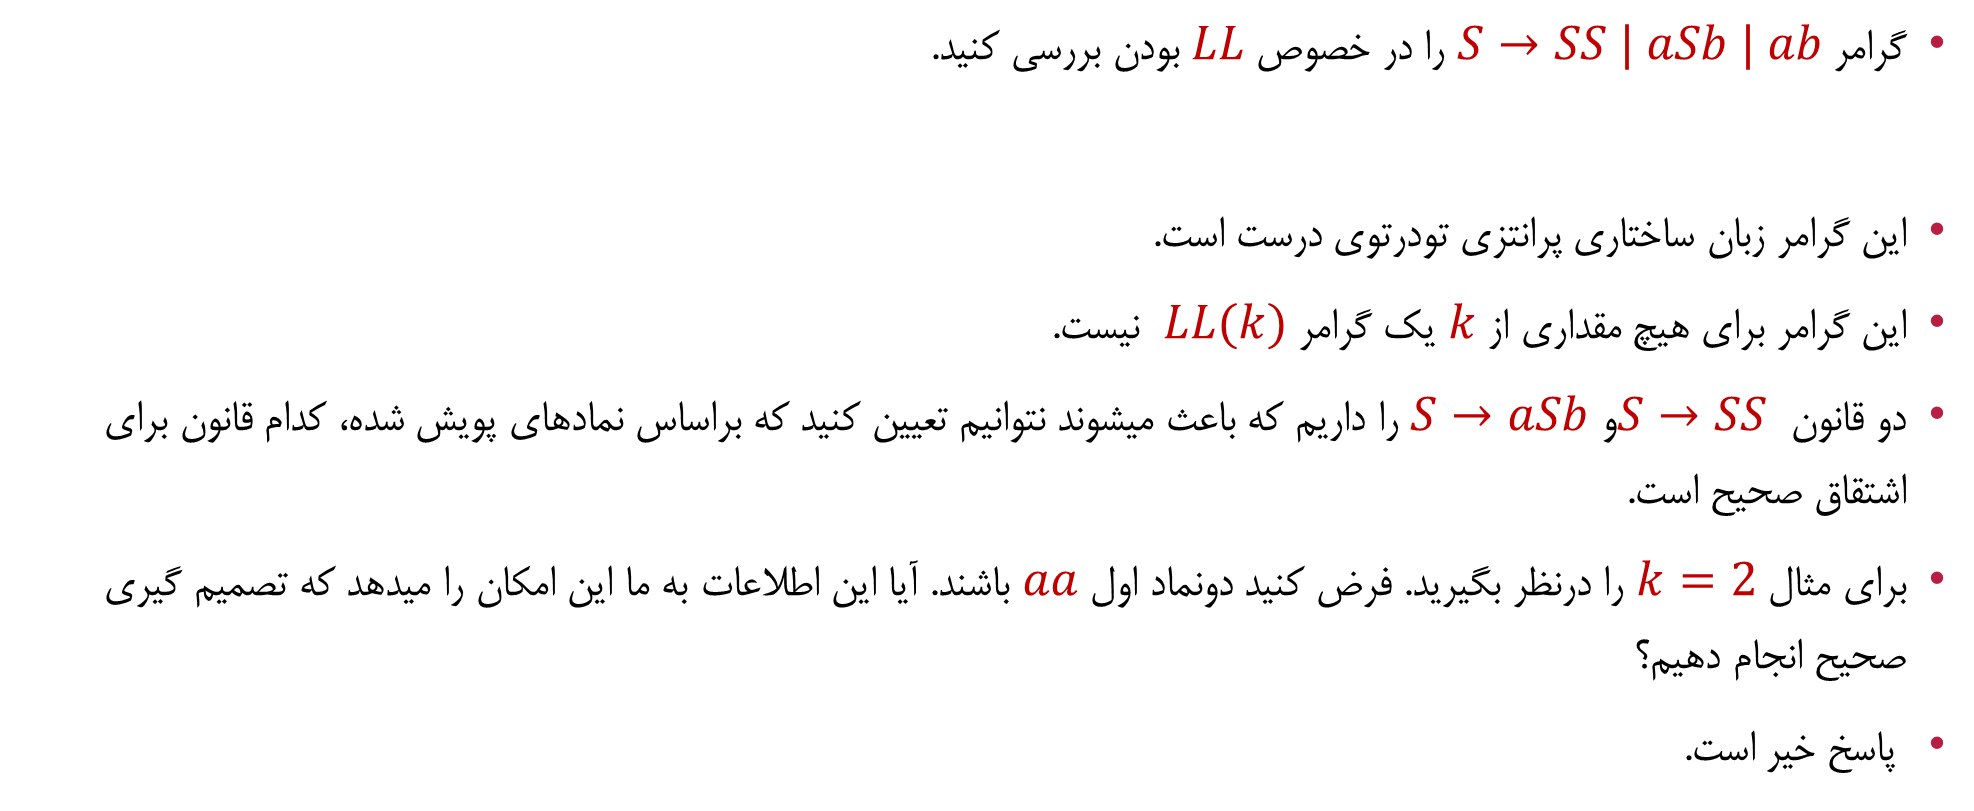 • گرامر S → SS | aSb | ab را در خصوص LL بودن بررسی کنید.
• این گرامر زبان ساختاری پرانتزی تودرتوی درست است.
• این گرامر برای هیچ مقداری از k یک گرامر LL(k) نیست.
• دو قانون S → SS و S → aSb را داریم که باعث میشوند نتوانیم تعیین کنید که براساس نمادهای پویش شده، کدام قانون برای
اشتقاق صحیح است.
• برای مثال k = 2 را درنظر بگیرید. فرض کنید دونماد اول aa باشند. آیا این اطلاعات به ما این امکان را میدهد که تصمیم گیری
صحیح انجام دهیم؟
• پاسخ خیر است.